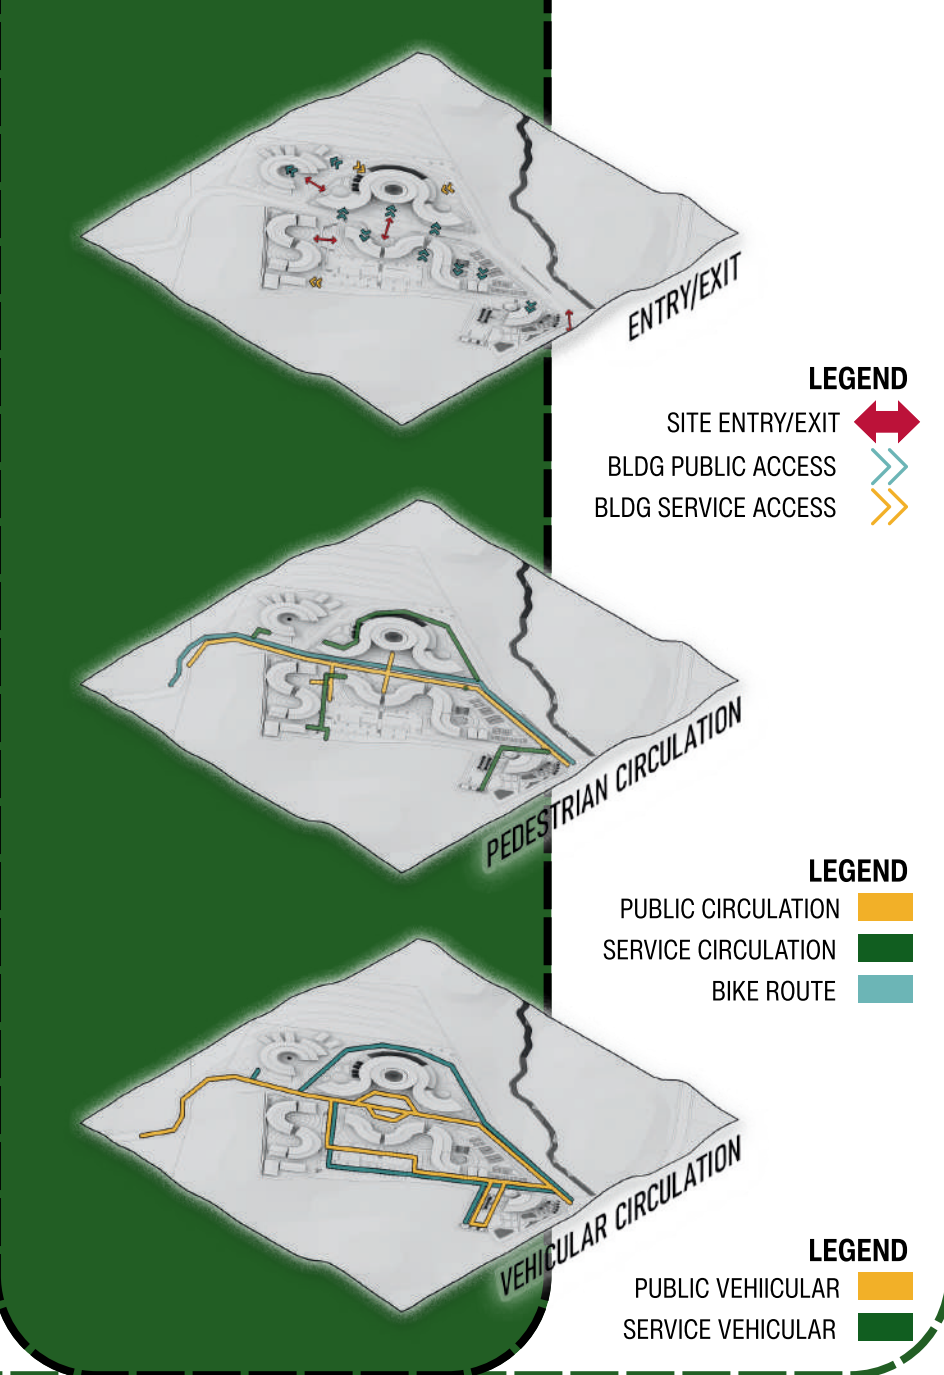 ENTRY/EXIT
LEGEND
SITE ENTRY/EXIT
BLDG PUBLIC ACCESS
BLDG SERVICE ACCESS
PEDESTRIAN CIRCULATION
LEGEND
PUBLIC CIRCULATION
SERVICE CIRCULATION
BIKE ROUTE
VEHICULAR CIRCULATION
LEGEND
PUBLIC VEHIICULAR
SERVICE VEHICULAR